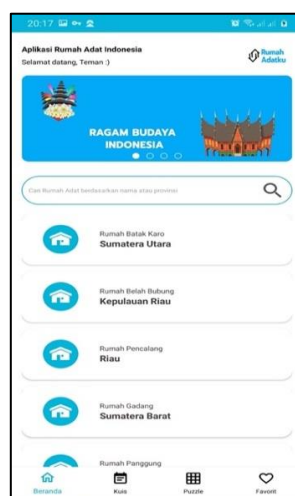 20:17
Aplikasi Rumah Adat Indonesia
Selamat datang, Teman :)
Rumah
Adatku
RAGAM BUDAYA
INDONESIA
Cari Rumah Adat berdasarkan nama atau provinsi
Rumah Batak Karo
Sumatera Utara
Rumah Belah Bubung
Kepulauan Riau
Rumah Pencalang
Riau
Rumah Gadang
Sumatera Barat
Rumah Panggung
Beranda
Kuis
Puzzle
Favorit